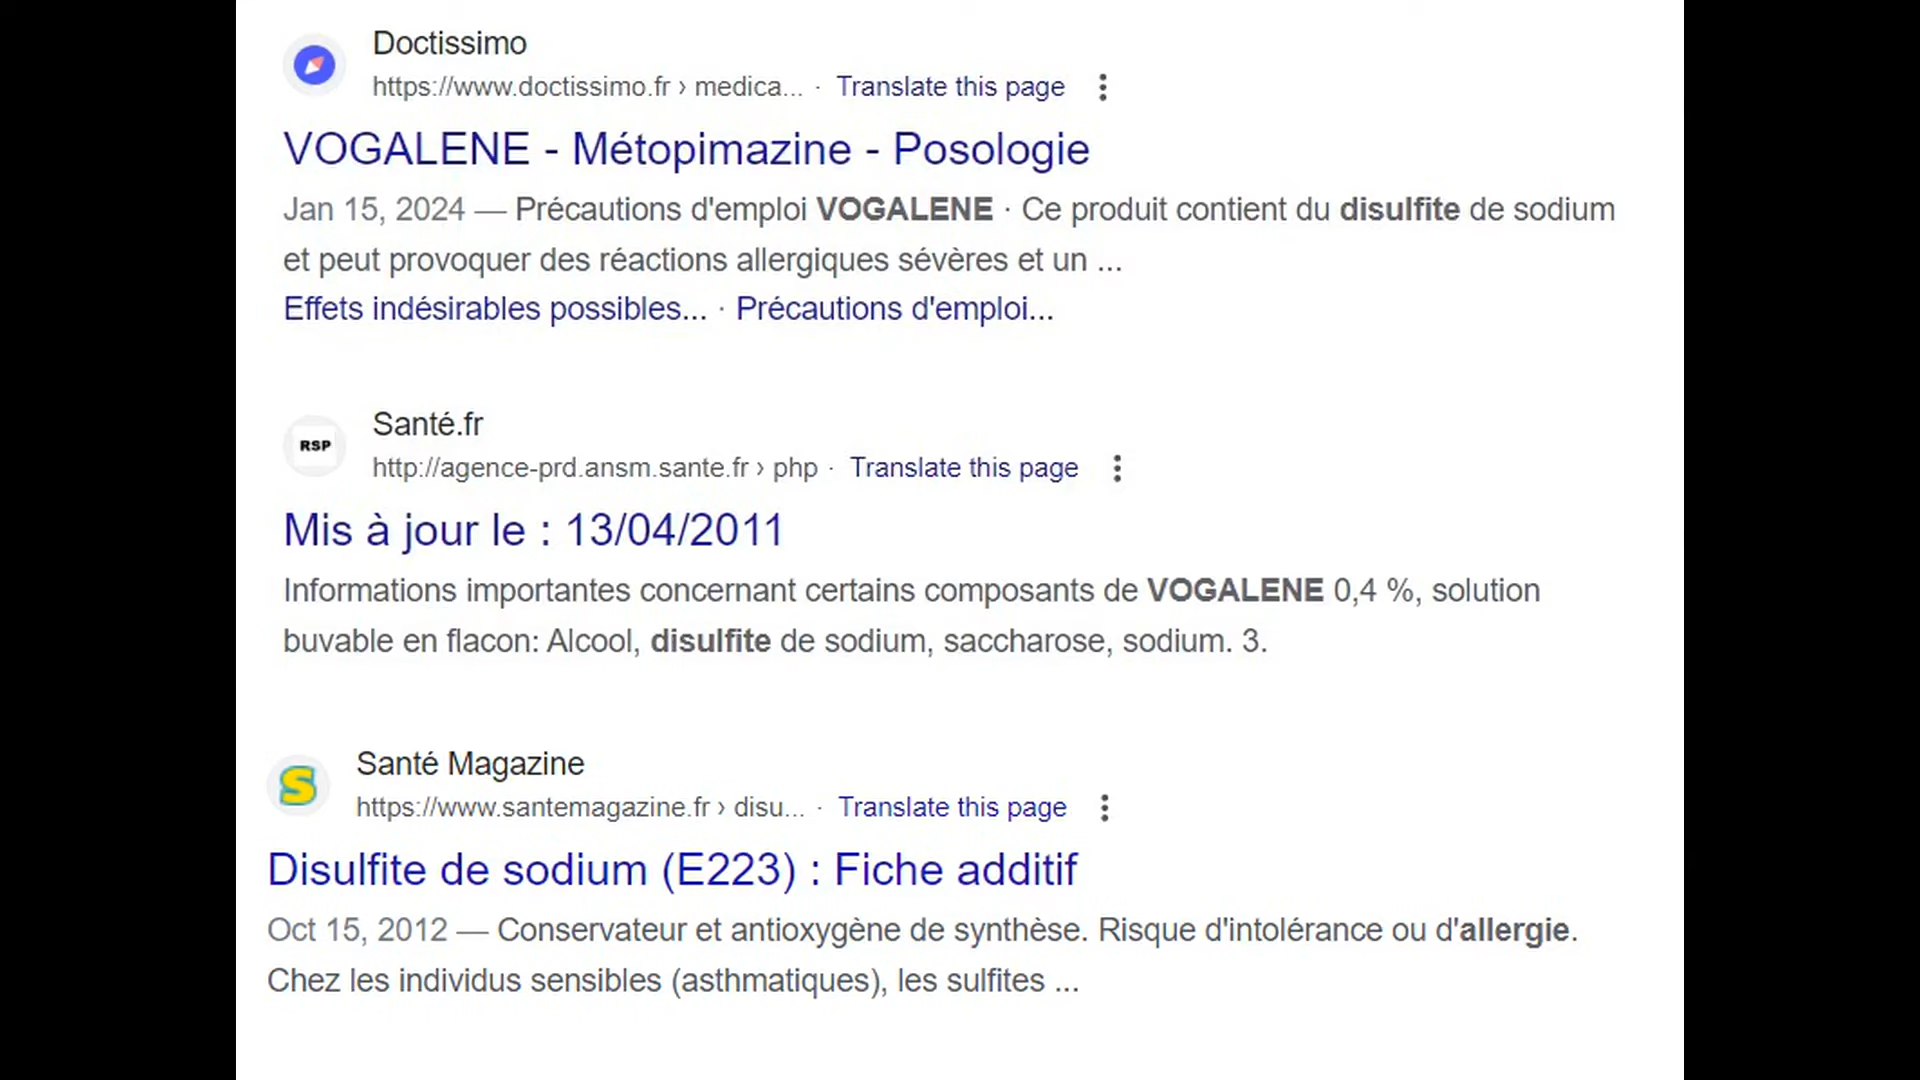 Doctissimo
https://www.doctissimo.fr › medica... · Translate this page
VOGALENE - Métopimazine - Posologie
Jan 15, 2024 — Précautions d'emploi VOGALENE · Ce produit contient du disulfite de sodium
et peut provoquer des réactions allergiques sévères et un ...
Effets indésirables possibles... · Précautions d'emploi...
RSP
Santé.fr
http://agence-prd.ansm.sante.fr › php · Translate this page
Mis à jour le : 13/04/2011
Informations importantes concernant certains composants de VOGALENE 0,4 %, solution
buvable en flacon: Alcool, disulfite de sodium, saccharose, sodium. 3.
S
Santé Magazine
https://www.santemagazine.fr › disu... · Translate this page
Disulfite de sodium (E223) : Fiche additif
Oct 15, 2012 — Conservateur et antioxygène de synthèse. Risque d'intolérance ou d'allergie.
Chez les individus sensibles (asthmatiques), les sulfites ...